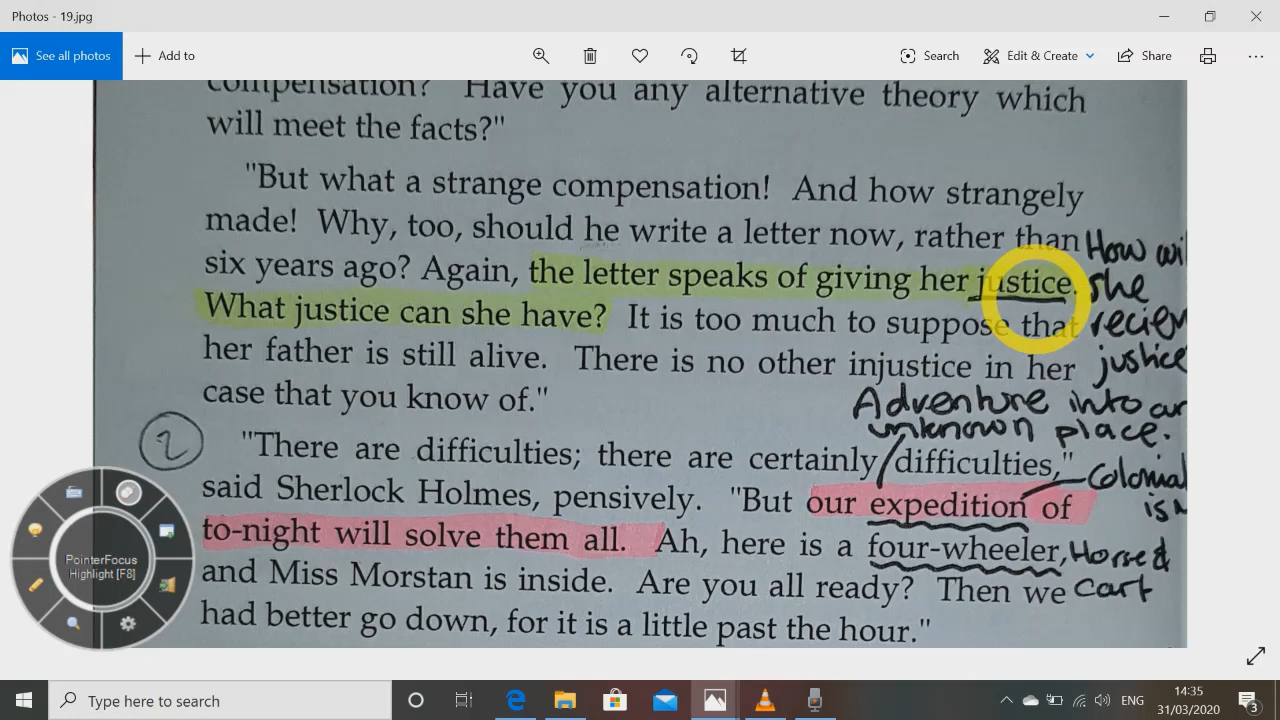 Photos - 19.jpg
See all photos
Add to
Search
Edit & Create
Share
compensation? Have you any alternative theory which
will meet the facts?"
"But what a strange compensation! And how strangely
made! Why, too, should he write a letter now, rather than
six years ago? Again, the letter speaks of giving her justice.
What justice can she have? It is too much to suppose that
her father is still alive. There is no other injustice in her
case that you know of."
How wi
she
reciev
justice
Adventure into an
unknown place.
2
"There are difficulties; there are certainly difficulties,"
said Sherlock Holmes, pensively. "But our expedition of
to-night will solve them all. Ah, here is a four-wheeler,
and Miss Morstan is inside. Are you all ready? Then we
had better go down, for it is a little past the hour."
Colonial
ism
Horse &
cart
PointerFocus
Highlight [F8]
Type here to search
ENG
14:35
31/03/2020
3